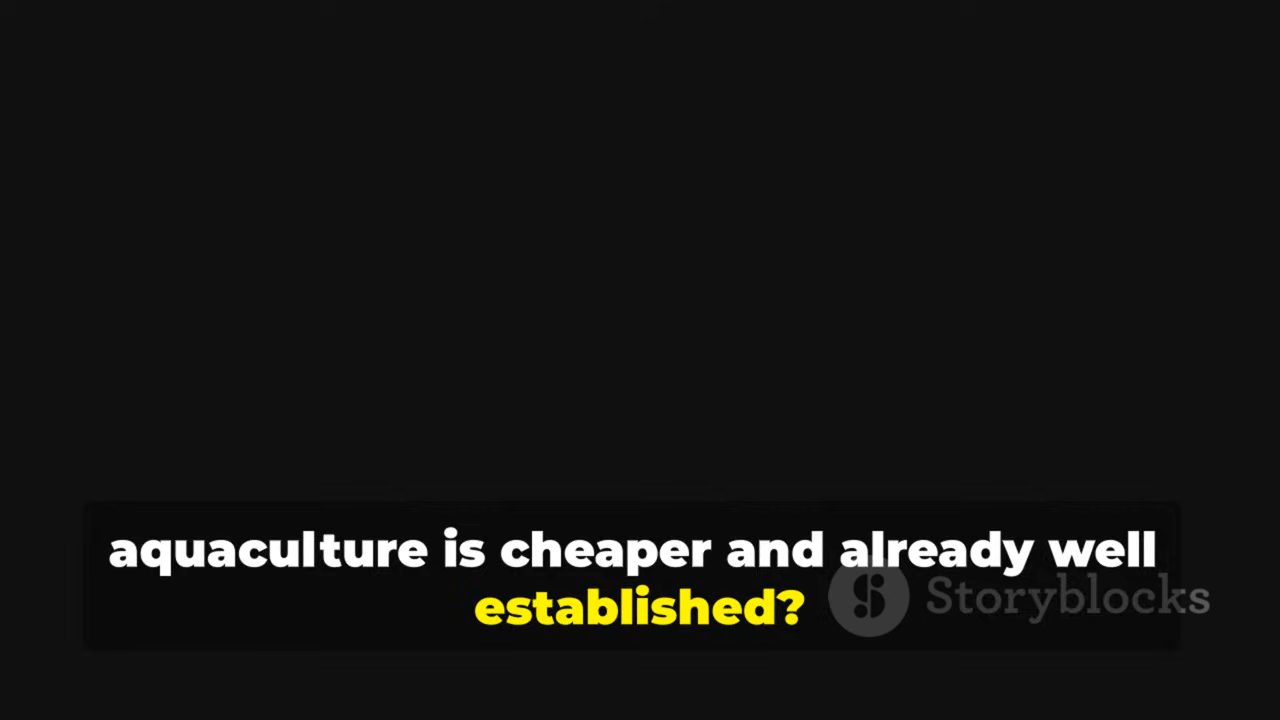 aquaculture is cheaper and already well
established?
Storyblocks